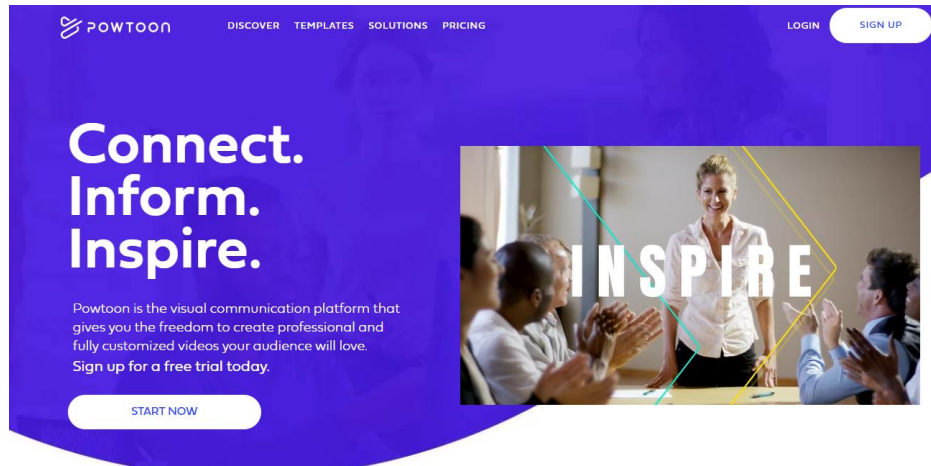 POWTOON
DISCOVER TEMPLATES SOLUTIONS PRICING
LOGIN
SIGN UP
Connect.
Inform.
Inspire.
Powtoon is the visual communication platform that
gives you the freedom to create professional and
fully customized videos your audience will love.
Sign up for a free trial today.
START NOW
INSPIRE